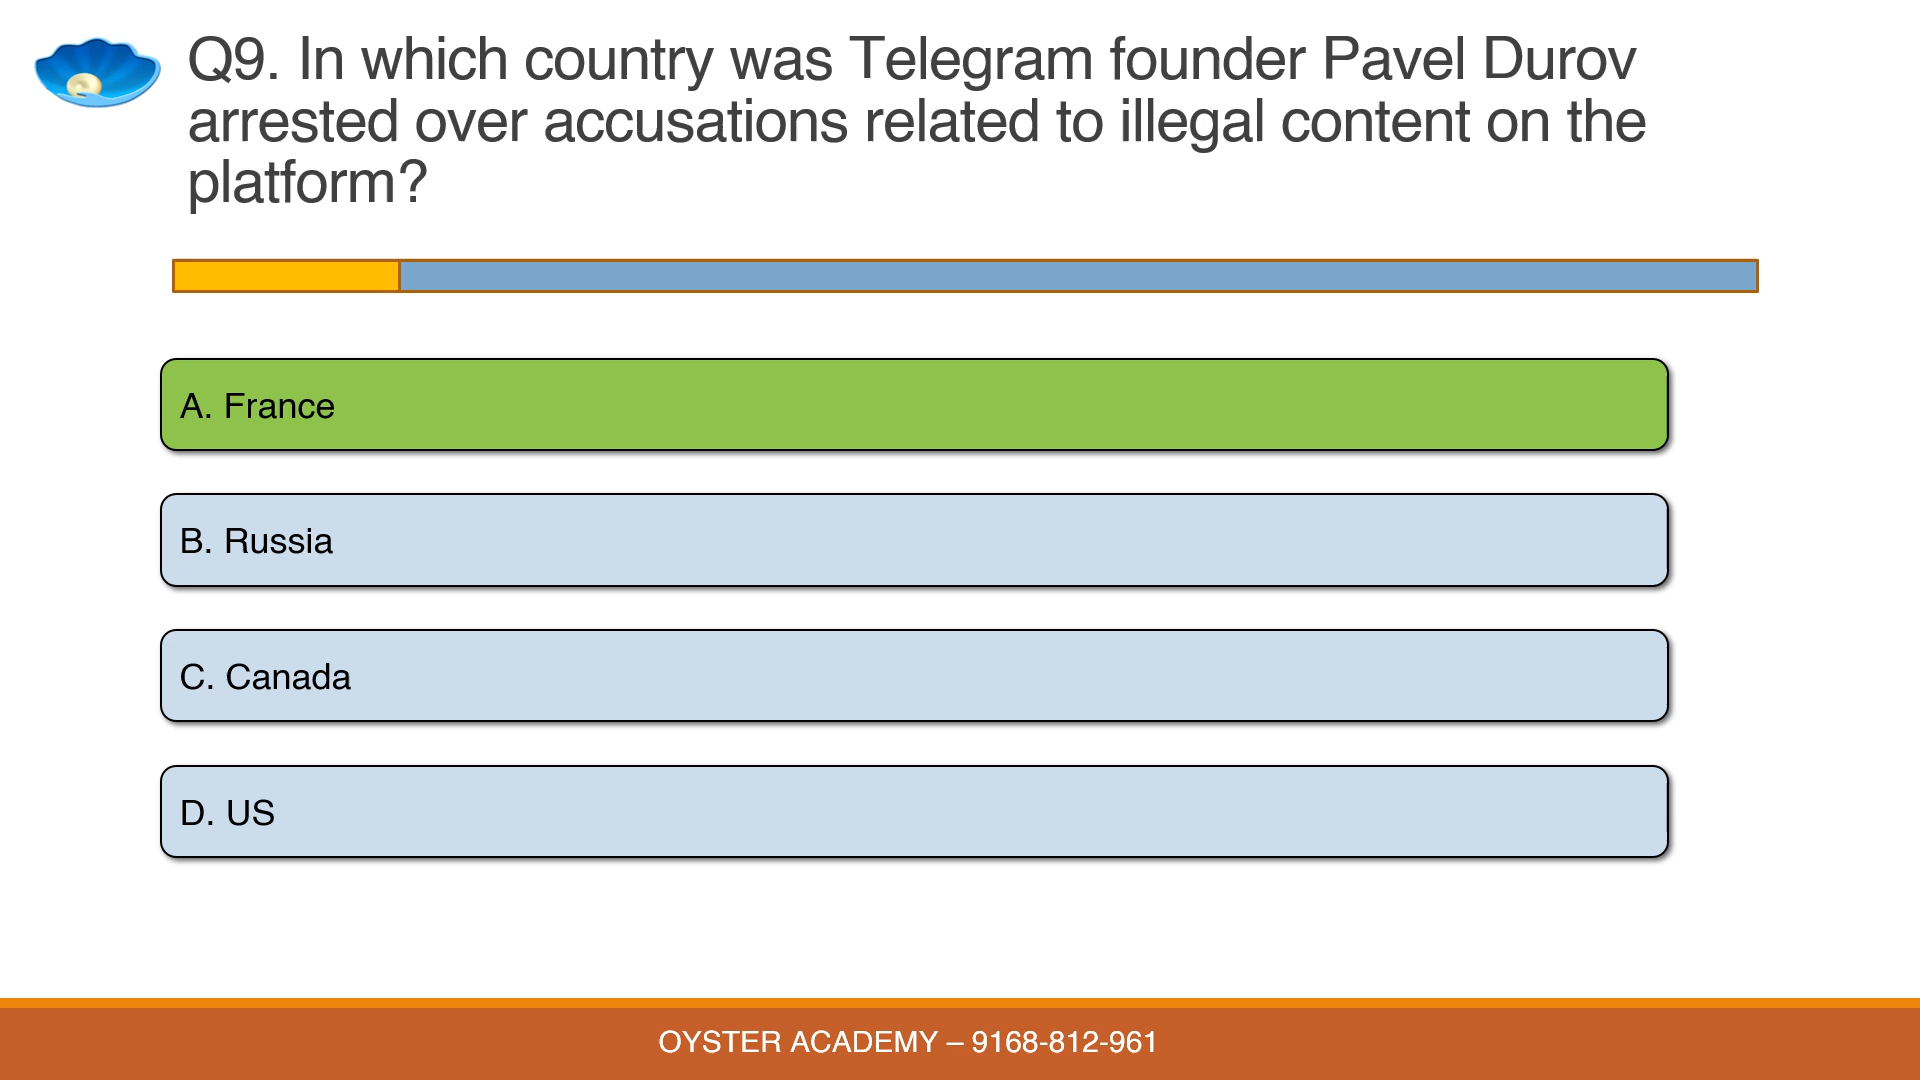 Q9. In which country was Telegram founder Pavel Durov
arrested over accusations related to illegal content on the
platform?
A. France
B. Russia
C. Canada
D. US
OYSTER ACADEMY – 9168-812-961